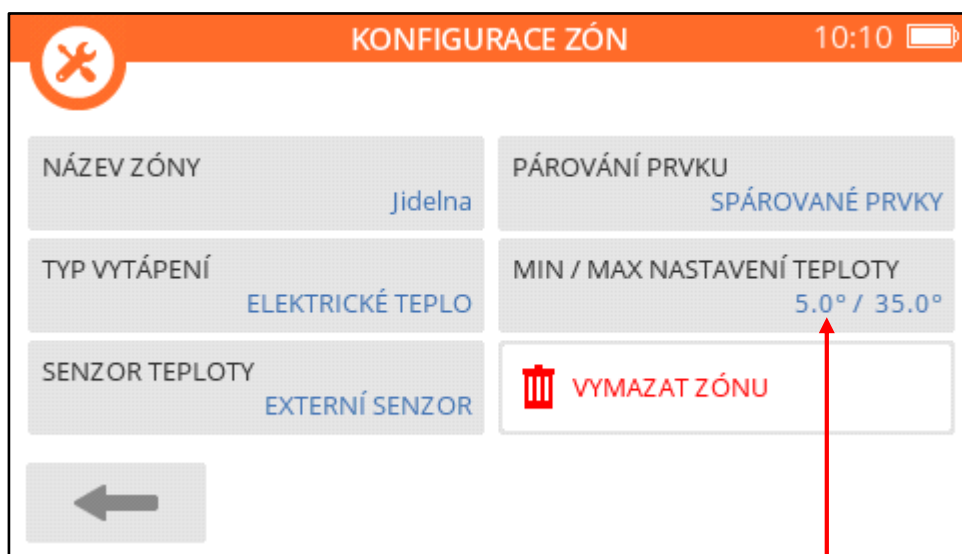 KONFIGURACE ZÓN
10:10
NÁZEV ZÓNY
Jidelna
PÁROVÁNÍ PRVKU
SPÁROVANÉ PRVKY
TYP VYTÁPENÍ
ELEKTRICKÉ TEPLO
MIN / MAX NASTAVENÍ TEPLOTY
5.0° / 35.0°
SENZOR TEPLOTY
EXTERNÍ SENZOR
VYMAZAT ZÓNU